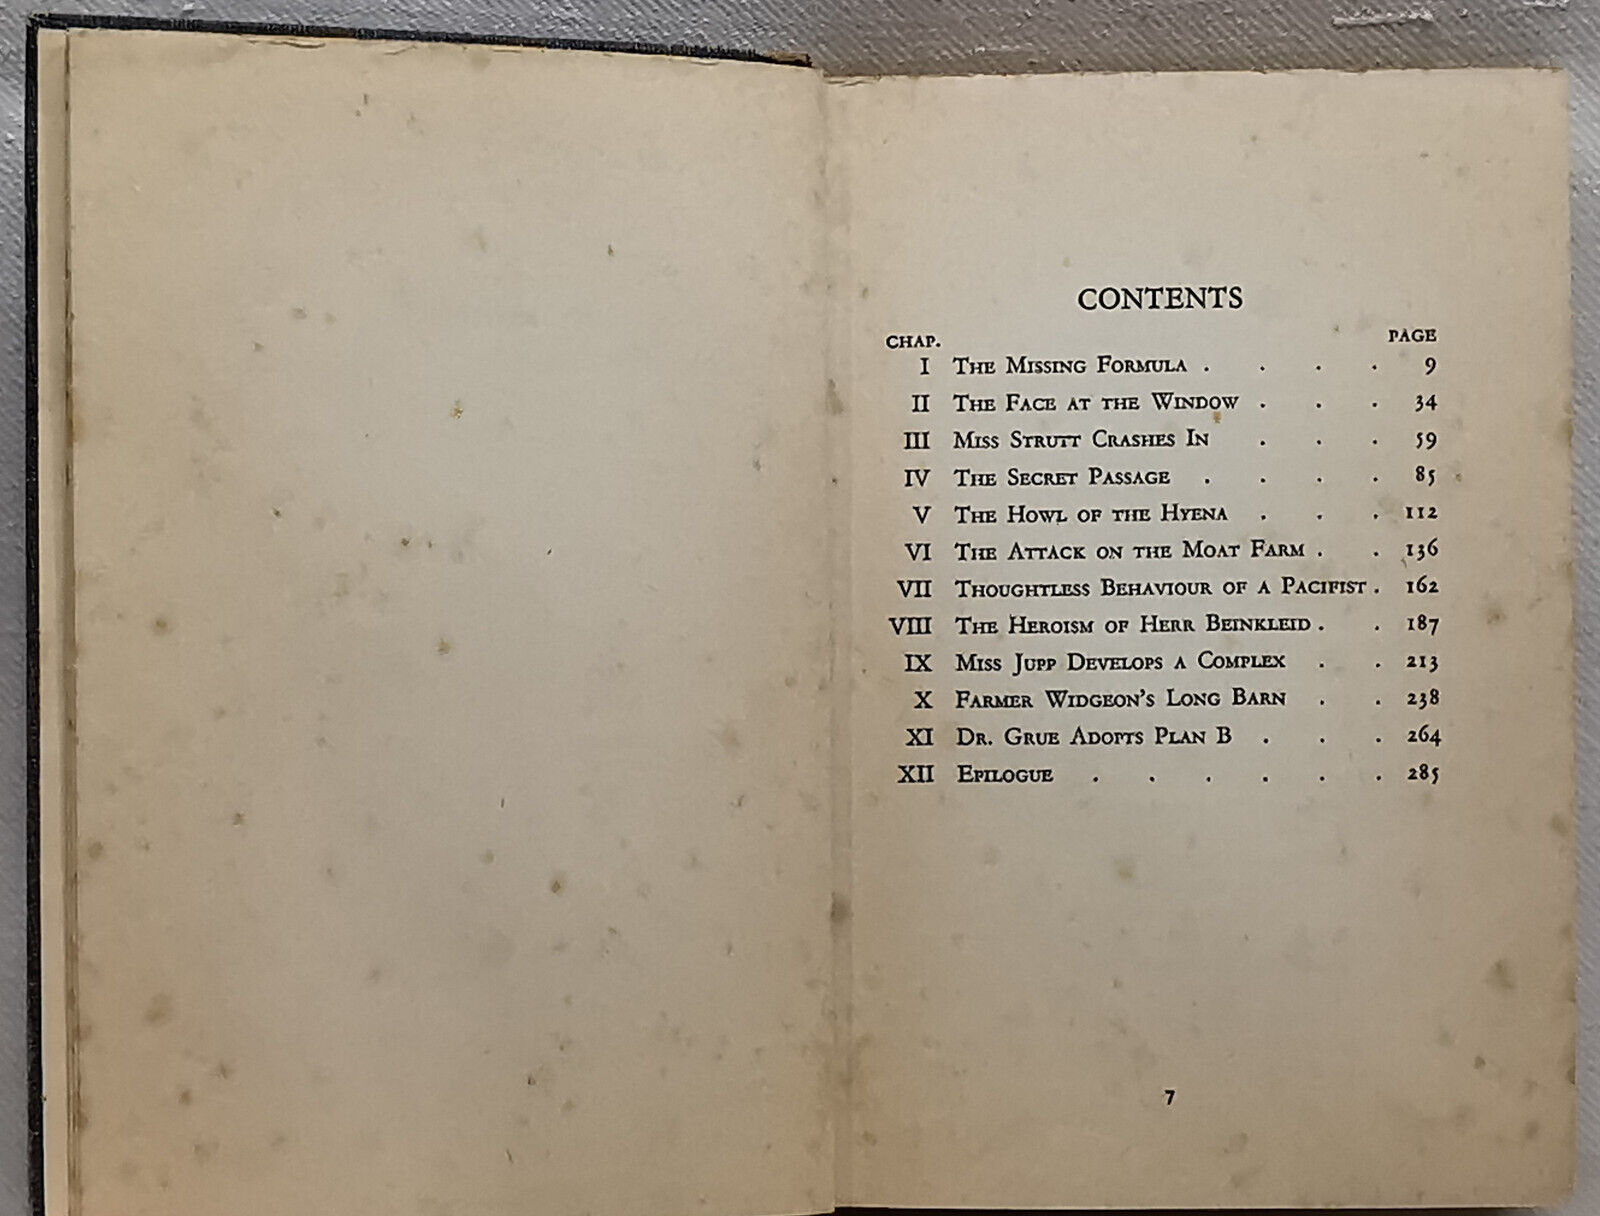 CONTENTS
CHAP. PAGE
I The Missing Formula . . . . 9
II The Face at the Window . . . 34
III Miss Strutt Crashes In . . . 59
IV The Secret Passage . . . . 85
V The Howl of the Hyena . . . 112
VI The Attack on the Moat Farm . . 136
VII Thoughtless Behaviour of a Pacifist . 162
VIII The Heroism of Herr Beinkleid . . 187
IX Miss Jupp Develops a Complex . . 213
X Farmer Widgeon's Long Barn . . 238
XI Dr. Grue Adopts Plan B . . . 264
XII Epilogue . . . . . . 285
7